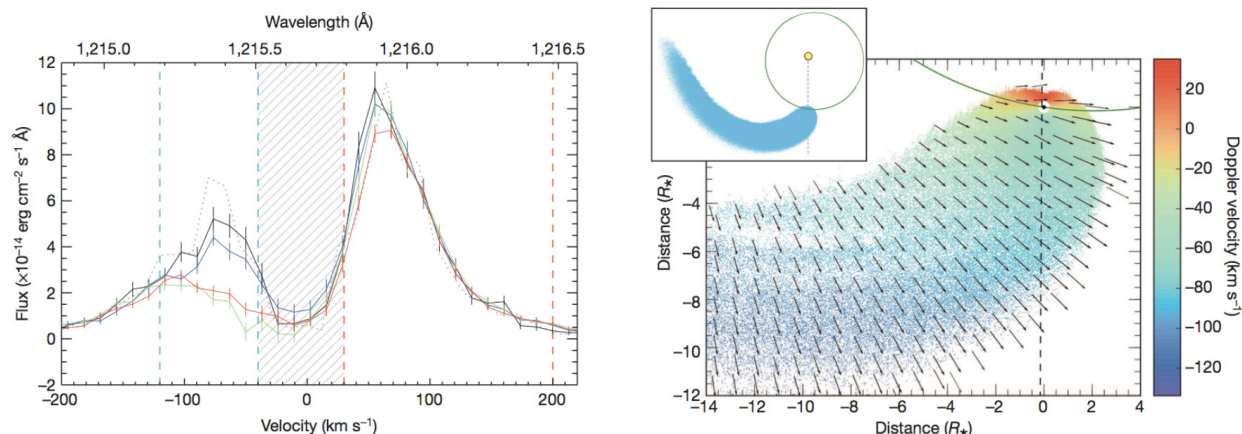 Wavelength (Å)
1,215.0 1,215.5 1,216.0 1,216.5
12
10
8
6
4
2
0
−2
Flux (×10⁻¹⁴ erg cm⁻² s⁻¹ Å)
−200 −100 0 100 200
Velocity (km s⁻¹)
Distance (R⋆)
−4
−6
−8
−10
−12
−14 −12 −10 −8 −6 −4 −2 0 2 4
Distance (R⋆)
20
0
−20
−40
−60
−80
−100
−120
Doppler velocity (km s⁻¹)